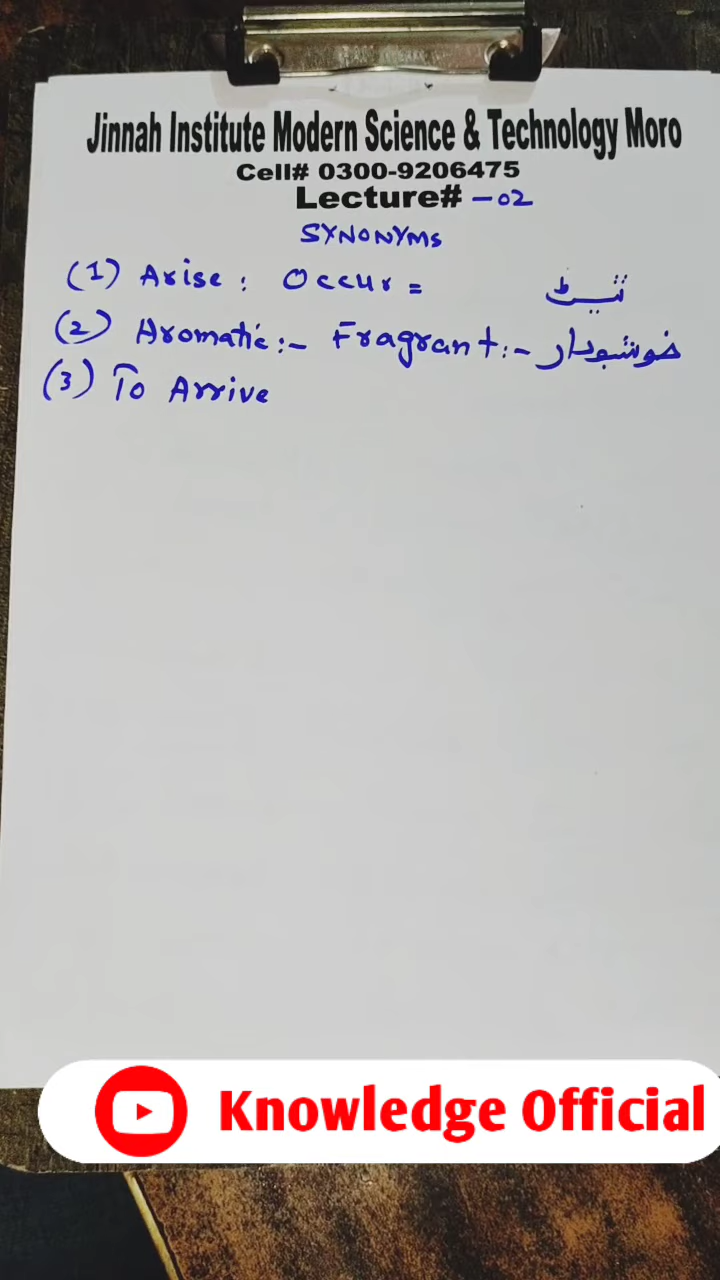 Jinnah Institute Modern Science & Technology Moro
Cell# 0300-9206475
Lecture# -02
SYNONYMS
(1) Arise : Occur =
(2) Aromatic :- Fragrant :- خوشبودار
(3) To Arrive
Knowledge Official